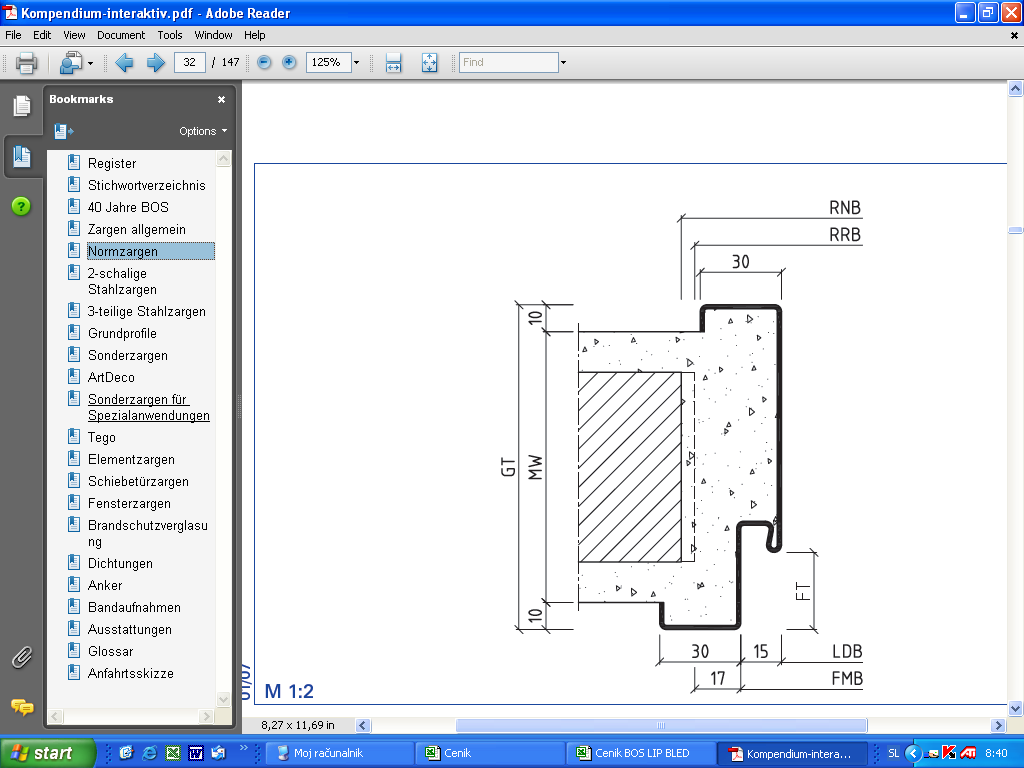 Kompendium-interaktiv.pdf - Adobe Reader
File Edit View Document Tools Window Help
32 / 147 125% Find
Bookmarks
Options
Register
Stichwortverzeichnis
40 Jahre BOS
Zargen allgemein
Normzargen
2-schalige
Stahlzargen
3-teilige Stahlzargen
Grundprofile
Sonderzargen
ArtDeco
Sonderzargen für
Spezialanwendungen
Tego
Elementzargen
Schiebetürzargen
Fensterzargen
Brandschutzverglasu
ng
Dichtungen
Anker
Bandaufnahmen
Ausstattungen
Glossar
Anfahrtsskizze
RNB
RRB
30
10
GT
MW
10
FT
30 15 LDB
17 FMB
01/07
M 1:2
8,27 x 11,69 in
start
Moj računalnik
Cenik
Cenik BOS LIP BLED
Kompendium-intera...
SL
8:40